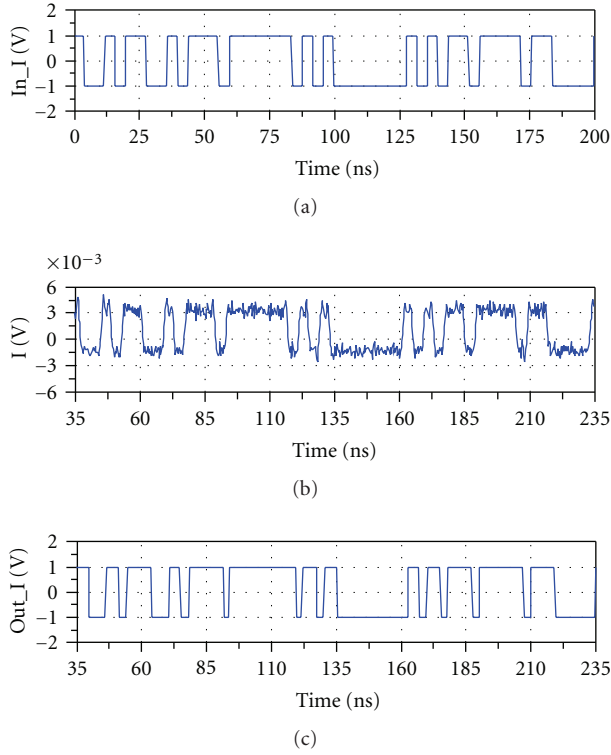 2
1
0
−1
−2
In_I (V)
0 25 50 75 100 125 150 175 200
Time (ns)
(a)
×10−3
6
3
0
−3
−6
I (V)
35 60 85 110 135 160 185 210 235
Time (ns)
(b)
2
1
0
−1
−2
Out_I (V)
35 60 85 110 135 160 185 210 235
Time (ns)
(c)